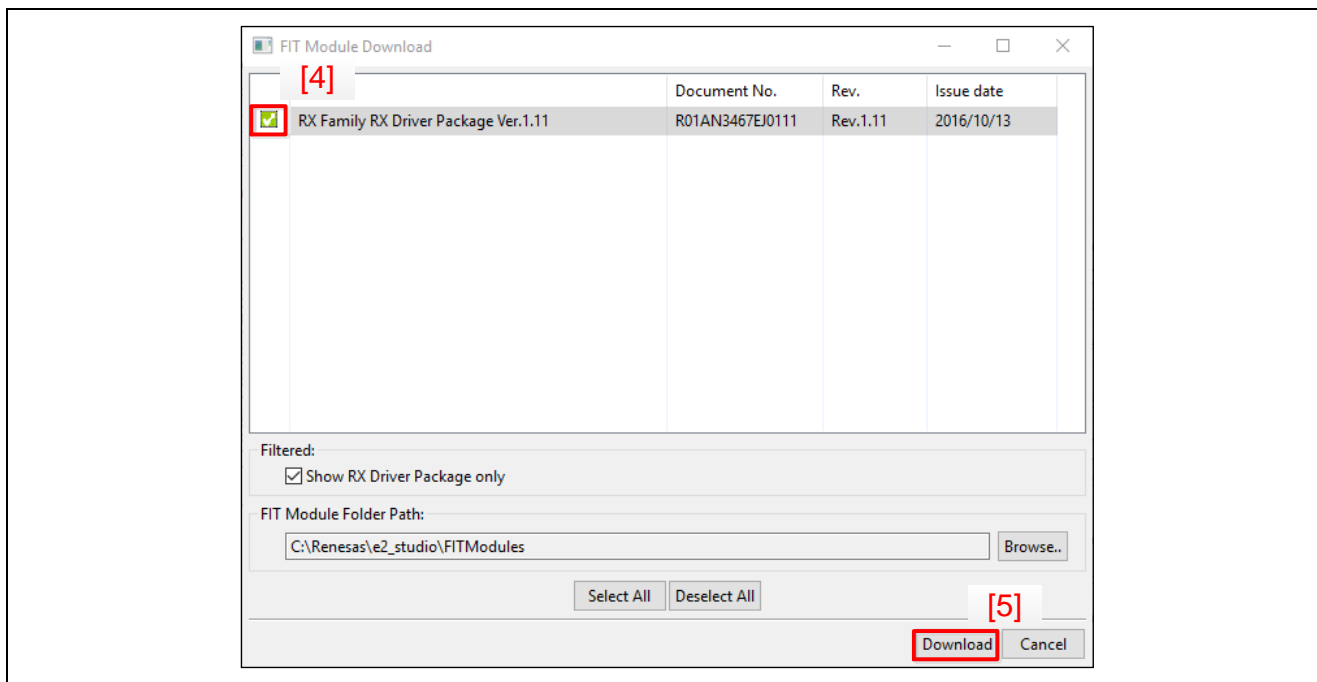 FIT Module Download
[4]
Document No. Rev. Issue date
RX Family RX Driver Package Ver.1.11 R01AN3467EJ0111 Rev.1.11 2016/10/13
Filtered:
Show RX Driver Package only
FIT Module Folder Path:
C:\Renesas\e2_studio\FITModules Browse..
Select All Deselect All
[5]
Download Cancel